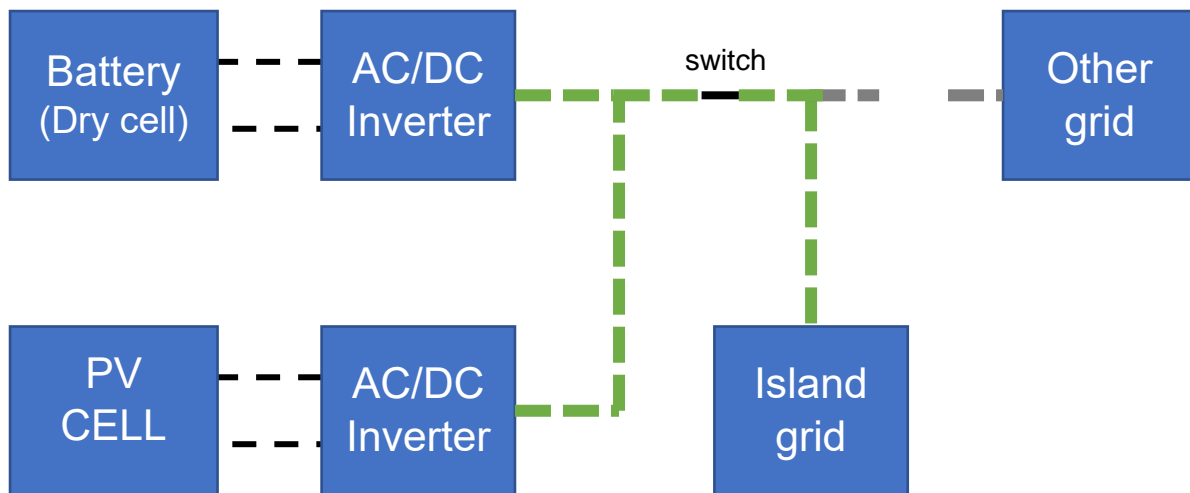 Battery
(Dry cell)
AC/DC
Inverter
switch
Other
grid
PV
CELL
AC/DC
Inverter
Island
grid